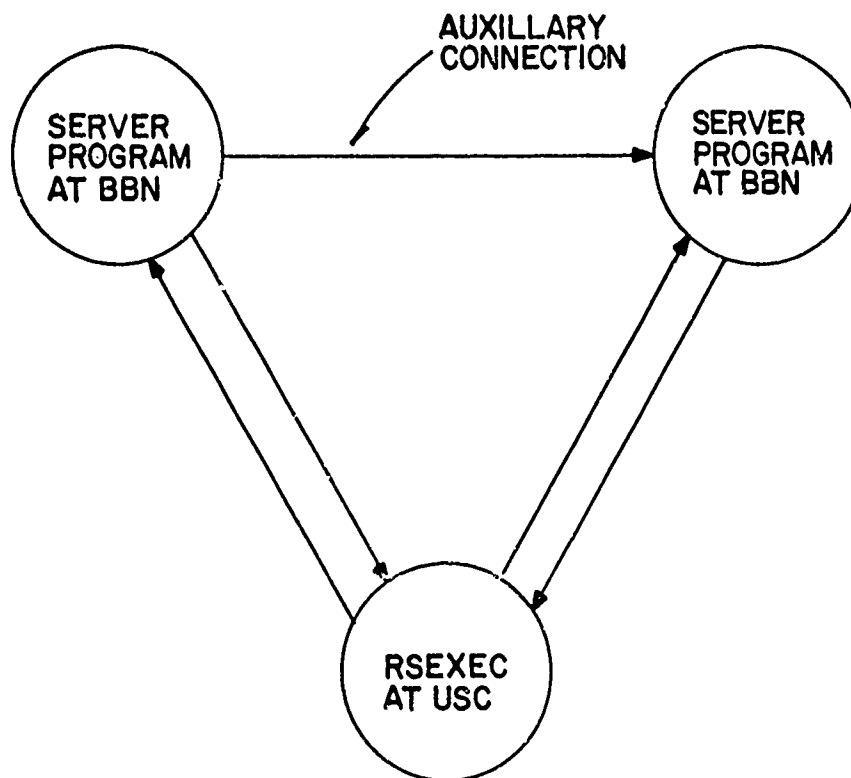 AUXILLARY
CONNECTION
SERVER
PROGRAM
AT BBN
SERVER
PROGRAM
AT BBN
RSEXEC
AT USC